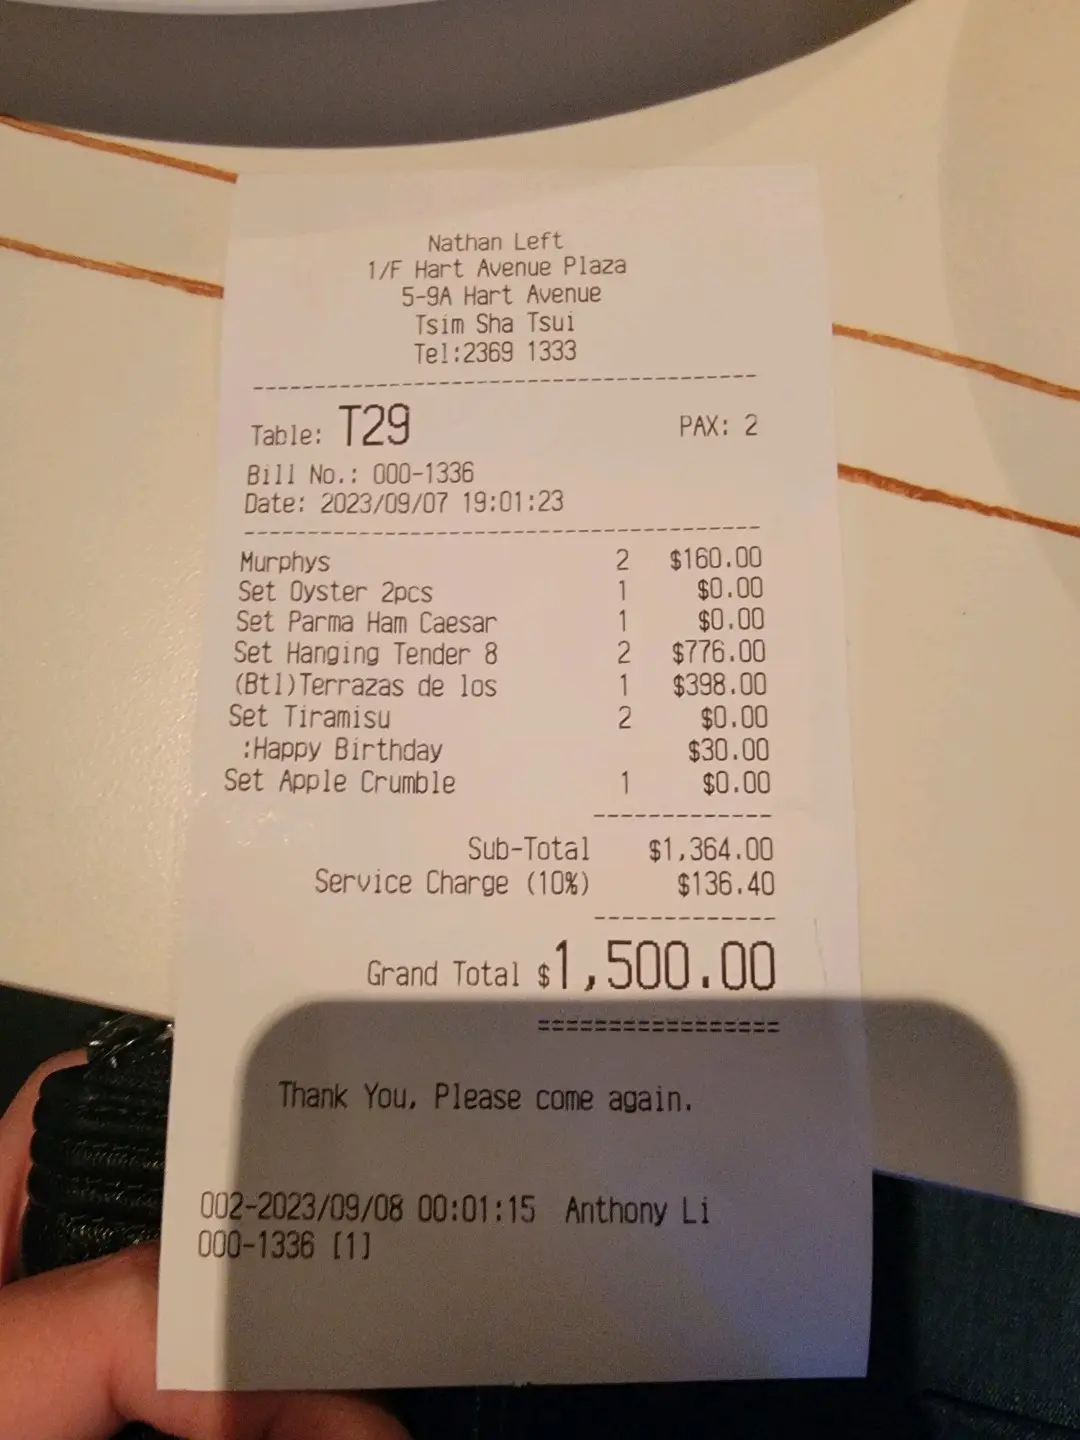 Nathan Left
1/F Hart Avenue Plaza
5-9A Hart Avenue
Tsim Sha Tsui
Tel:2369 1333
Table: T29 PAX: 2
Bill No.: 000-1336
Date: 2023/09/07 19:01:23
Murphys 2 $160.00
Set Oyster 2pcs 1 $0.00
Set Parma Ham Caesar 1 $0.00
Set Hanging Tender 8 2 $776.00
(Btl)Terrazas de los 1 $398.00
Set Tiramisu 2 $0.00
:Happy Birthday $30.00
Set Apple Crumble 1 $0.00
Sub-Total $1,364.00
Service Charge (10%) $136.40
Grand Total $1,500.00
=================
Thank You, Please come again.
002-2023/09/08 00:01:15 Anthony Li
000-1336 [1]